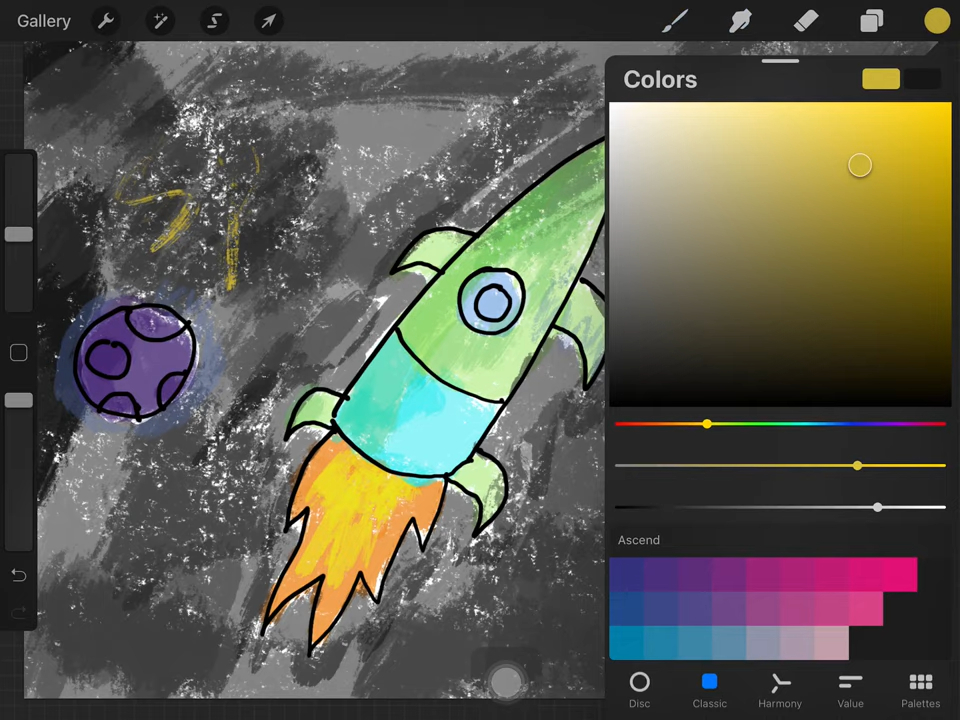 Gallery
Colors
Ascend
Disc
Classic
Harmony
Value
Palettes